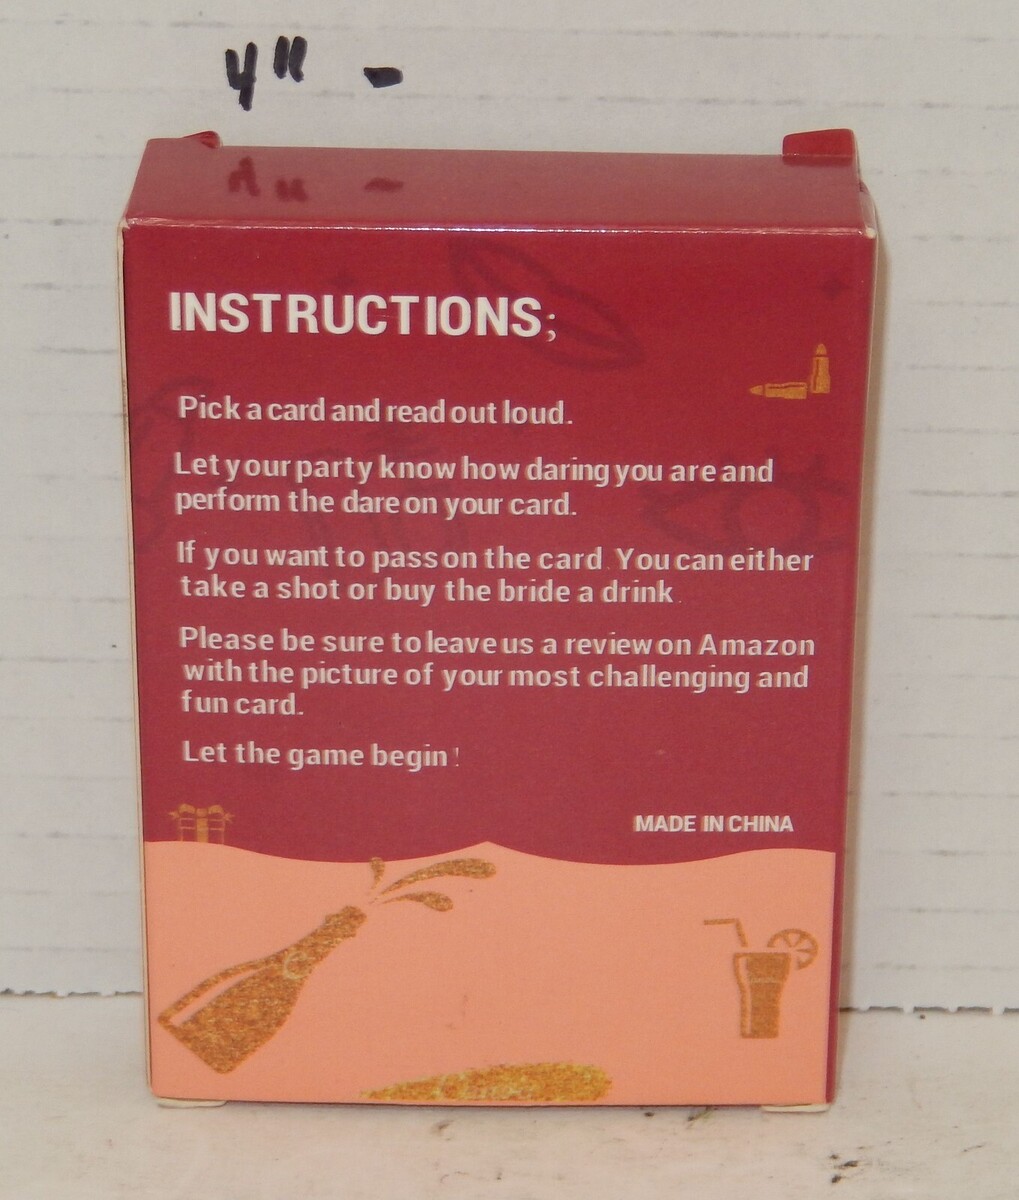 4" -
INSTRUCTIONS;
Pick a card and read out loud.
Let your party know how daring you are and
perform the dare on your card.
If you want to pass on the card. You can either
take a shot or buy the bride a drink.
Please be sure to leave us a review on Amazon
with the picture of your most challenging and
fun card.
Let the game begin!
MADE IN CHINA